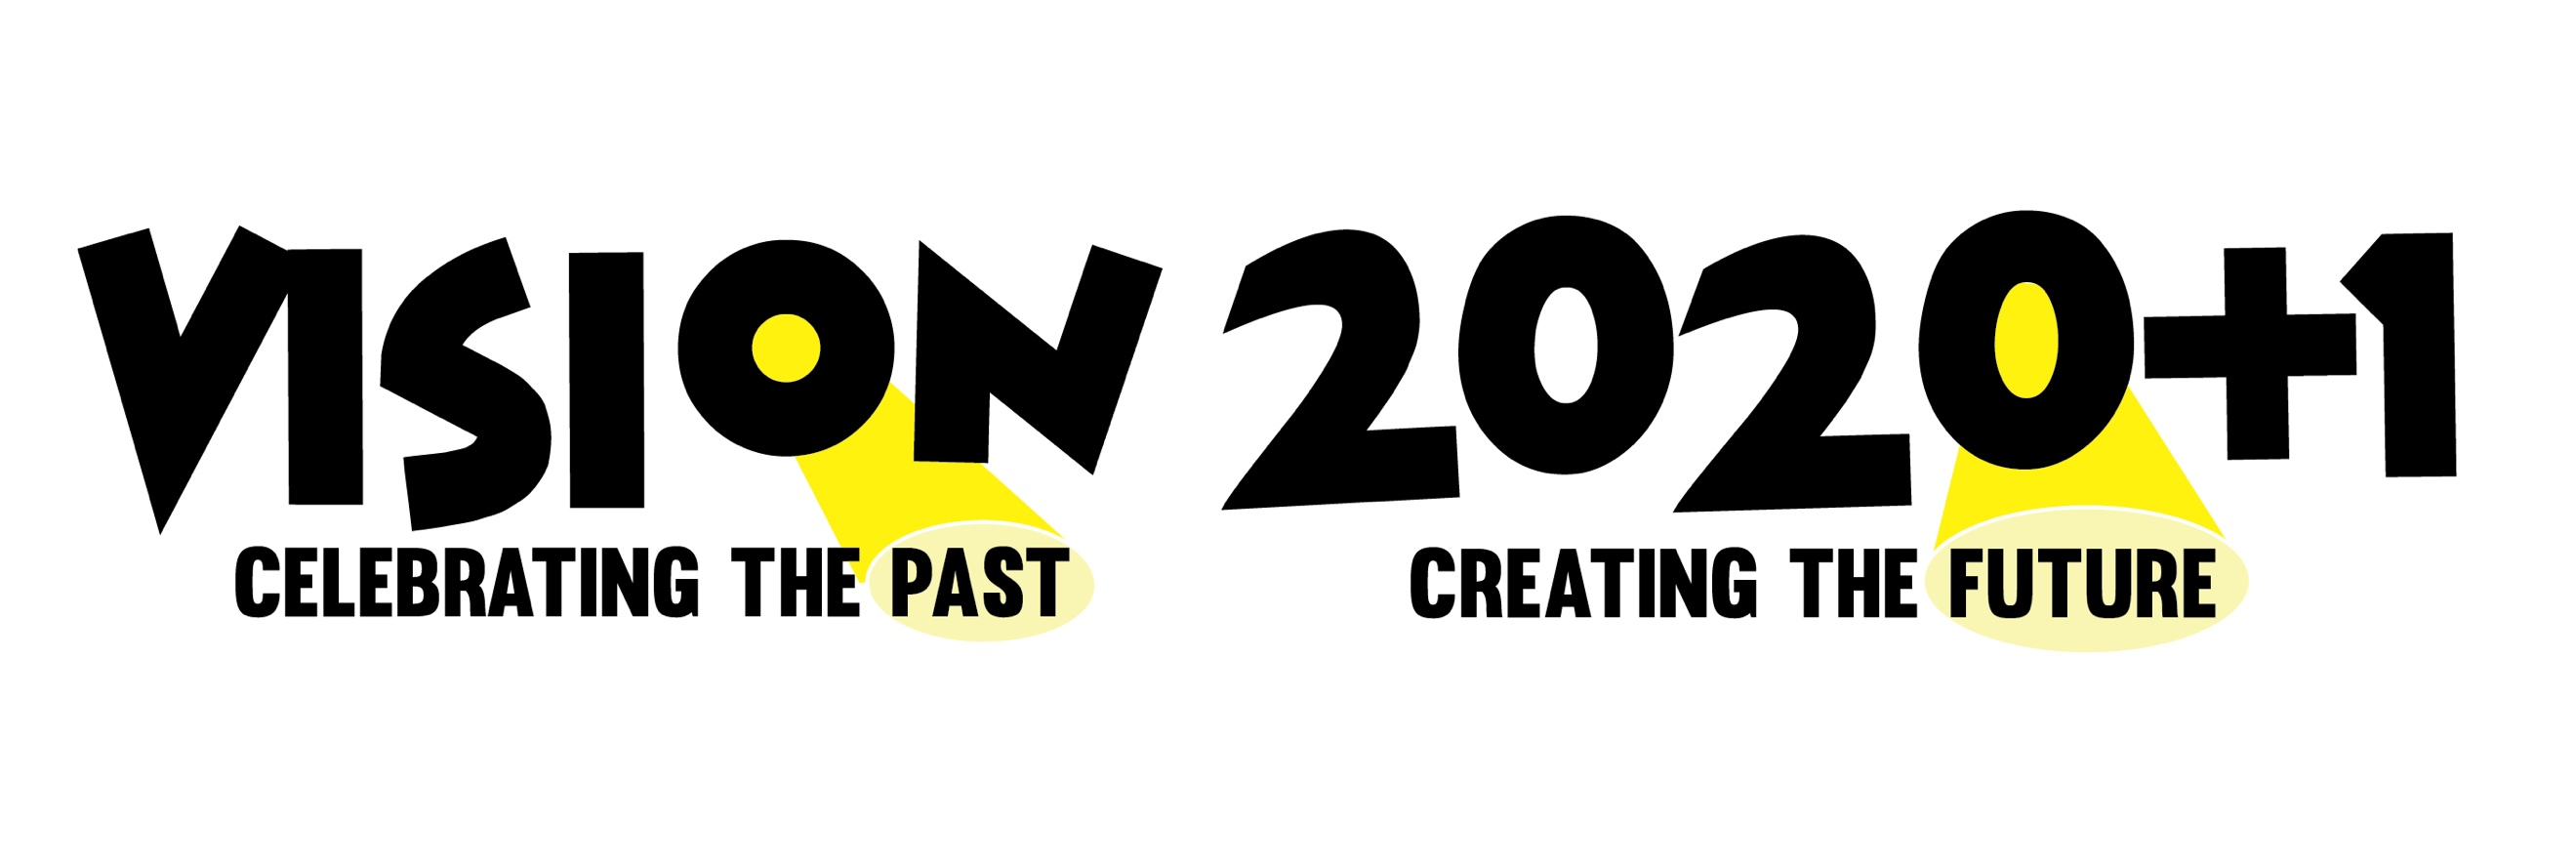 VISION 2020+1
CELEBRATING THE PAST CREATING THE FUTURE